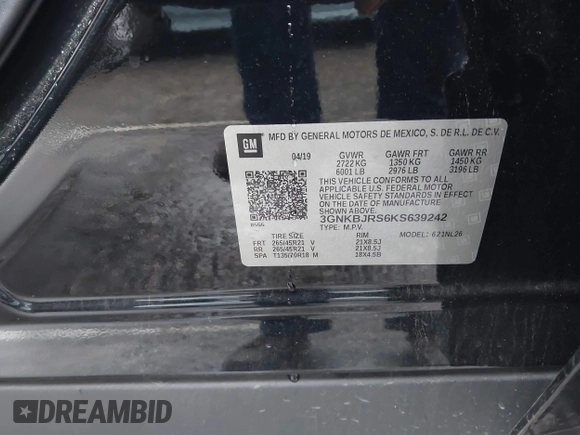 GM
MFD BY GENERAL MOTORS DE MEXICO, S. DE R.L. DE C.V.
04/19 GVWR GAWR FRT GAWR RR
2722 KG 1350 KG 1450 KG
6001 LB 2976 LB 3196 LB
THIS VEHICLE CONFORMS TO ALL
APPLICABLE U.S. FEDERAL MOTOR
VEHICLE SAFETY STANDARDS IN EFFECT
ON THE DATE OF MANUFACTURE
SHOWN ABOVE.
3GNKBJRS6KS639242
TYPE: M.P.V. MODEL: 621NL26
TIRE SIZE RIM
FRT 265/45R21 V 21X8.5J
RR 265/45R21 V 21X8.5J
SPA T135/70R18 M 18X4.5B
DREAMBID